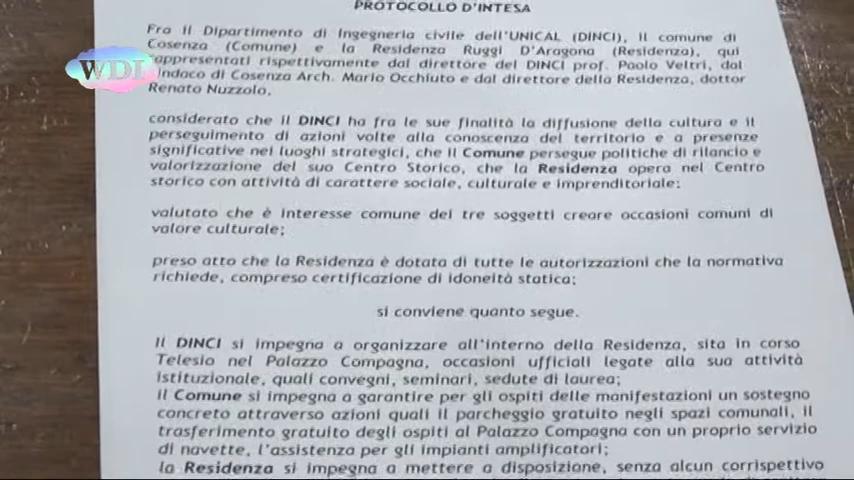 PROTOCOLLO D'INTESA
Fra il Dipartimento di Ingegneria civile dell'UNICAL (DINCI), il comune di
Cosenza (Comune) e la Residenza Ruggi D'Aragona (Residenza), qui
rappresentati rispettivamente dal direttore del DINCI prof. Paolo Veltri, dal
sindaco di Cosenza Arch. Mario Occhiuto e dal direttore della Residenza, dottor
Renato Nuzzolo,
WDI
considerato che il DINCI ha fra le sue finalità la diffusione della cultura e il
perseguimento di azioni volte alla conoscenza del territorio e a presenze
significative nei luoghi strategici, che il Comune persegue politiche di rilancio e
valorizzazione del suo Centro Storico, che la Residenza opera nel Centro
storico con attività di carattere sociale, culturale e imprenditoriale;
valutato che è interesse comune dei tre soggetti creare occasioni comuni di
valore culturale;
preso atto che la Residenza è dotata di tutte le autorizzazioni che la normativa
richiede, compreso certificazione di idoneità statica;
si conviene quanto segue.
Il DINCI si impegna a organizzare all'interno della Residenza, sita in corso
Telesio nel Palazzo Compagna, occasioni ufficiali legate alla sua attività
istituzionale, quali convegni, seminari, sedute di laurea;
il Comune si impegna a garantire per gli ospiti delle manifestazioni un sostegno
concreto attraverso azioni quali il parcheggio gratuito negli spazi comunali, il
trasferimento gratuito degli ospiti al Palazzo Compagna con un proprio servizio
di navette, l'assistenza per gli impianti amplificatori;
la Residenza si impegna a mettere a disposizione, senza alcun corrispettivo